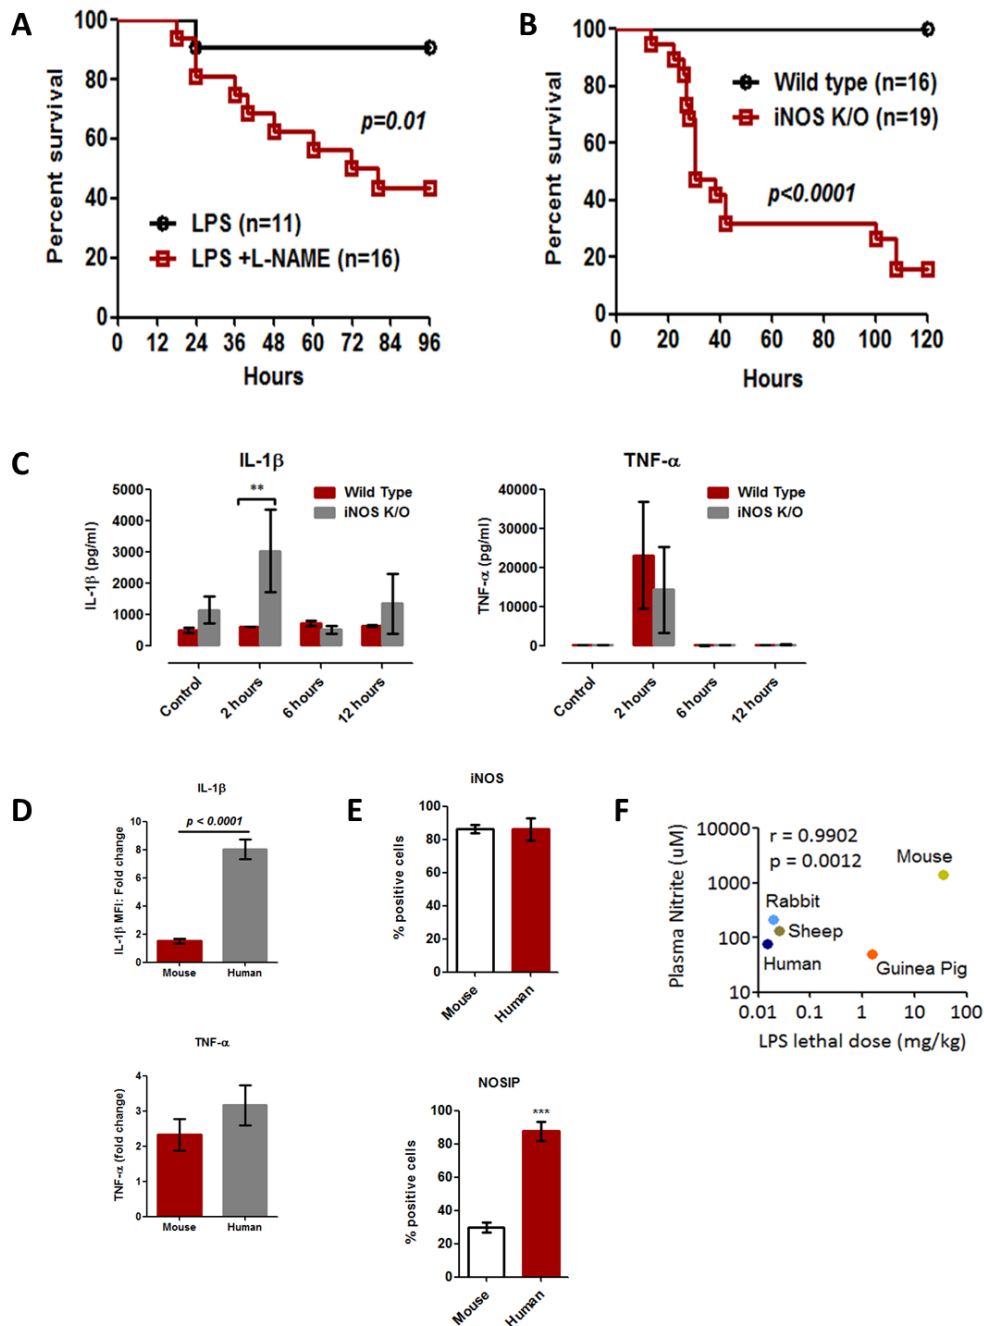 A
100
80
60
40
20
0
Percent survival
p=0.01
LPS (n=11)
LPS +L-NAME (n=16)
0 12 24 36 48 60 72 84 96
Hours
B
100
80
60
40
20
0
Percent survival
Wild type (n=16)
iNOS K/O (n=19)
p<0.0001
0 20 40 60 80 100 120
Hours
C
IL-1β
5000
4000
3000
2000
1000
0
IL-1β (pg/ml)
**
Wild Type
iNOS K/O
Control 2 hours 6 hours 12 hours
TNF-α
40000
30000
20000
10000
0
TNF-α (pg/ml)
Wild Type
iNOS K/O
Control 2 hours 6 hours 12 hours
D
IL-1β
10
8
6
4
2
0
IL-1β MFI: Fold change
p < 0.0001
Mouse Human
TNF-α
4
3
2
1
0
TNF-α (fold change)
Mouse Human
E
iNOS
100
80
60
40
20
0
% positive cells
Mouse Human
NOSIP
100
80
60
40
20
0
% positive cells
***
Mouse Human
F
10000
1000
100
10
Plasma Nitrite (uM)
r = 0.9902
p = 0.0012
Mouse
Rabbit
Sheep
Human
Guinea Pig
0.01 0.1 1 10 100
LPS lethal dose (mg/kg)